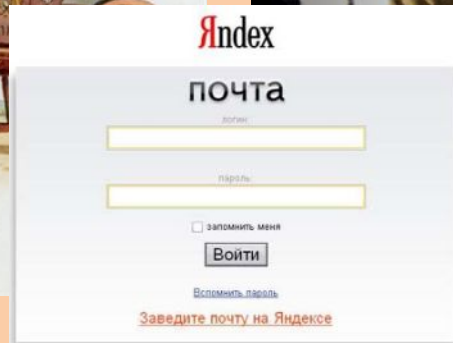 Яndex
почта
логин:
пароль:
запомнить меня
Войти
Вспомнить пароль
Заведите почту на Яндексе